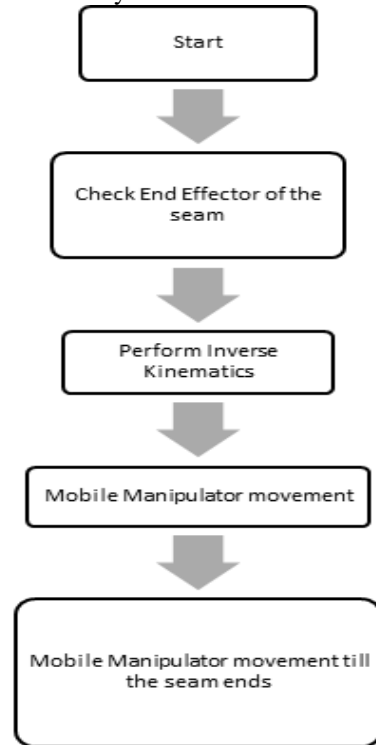 Start
Check End Effector of the
seam
Perform Inverse
Kinematics
Mobile Manipulator movement
Mobile Manipulator movement till
the seam ends